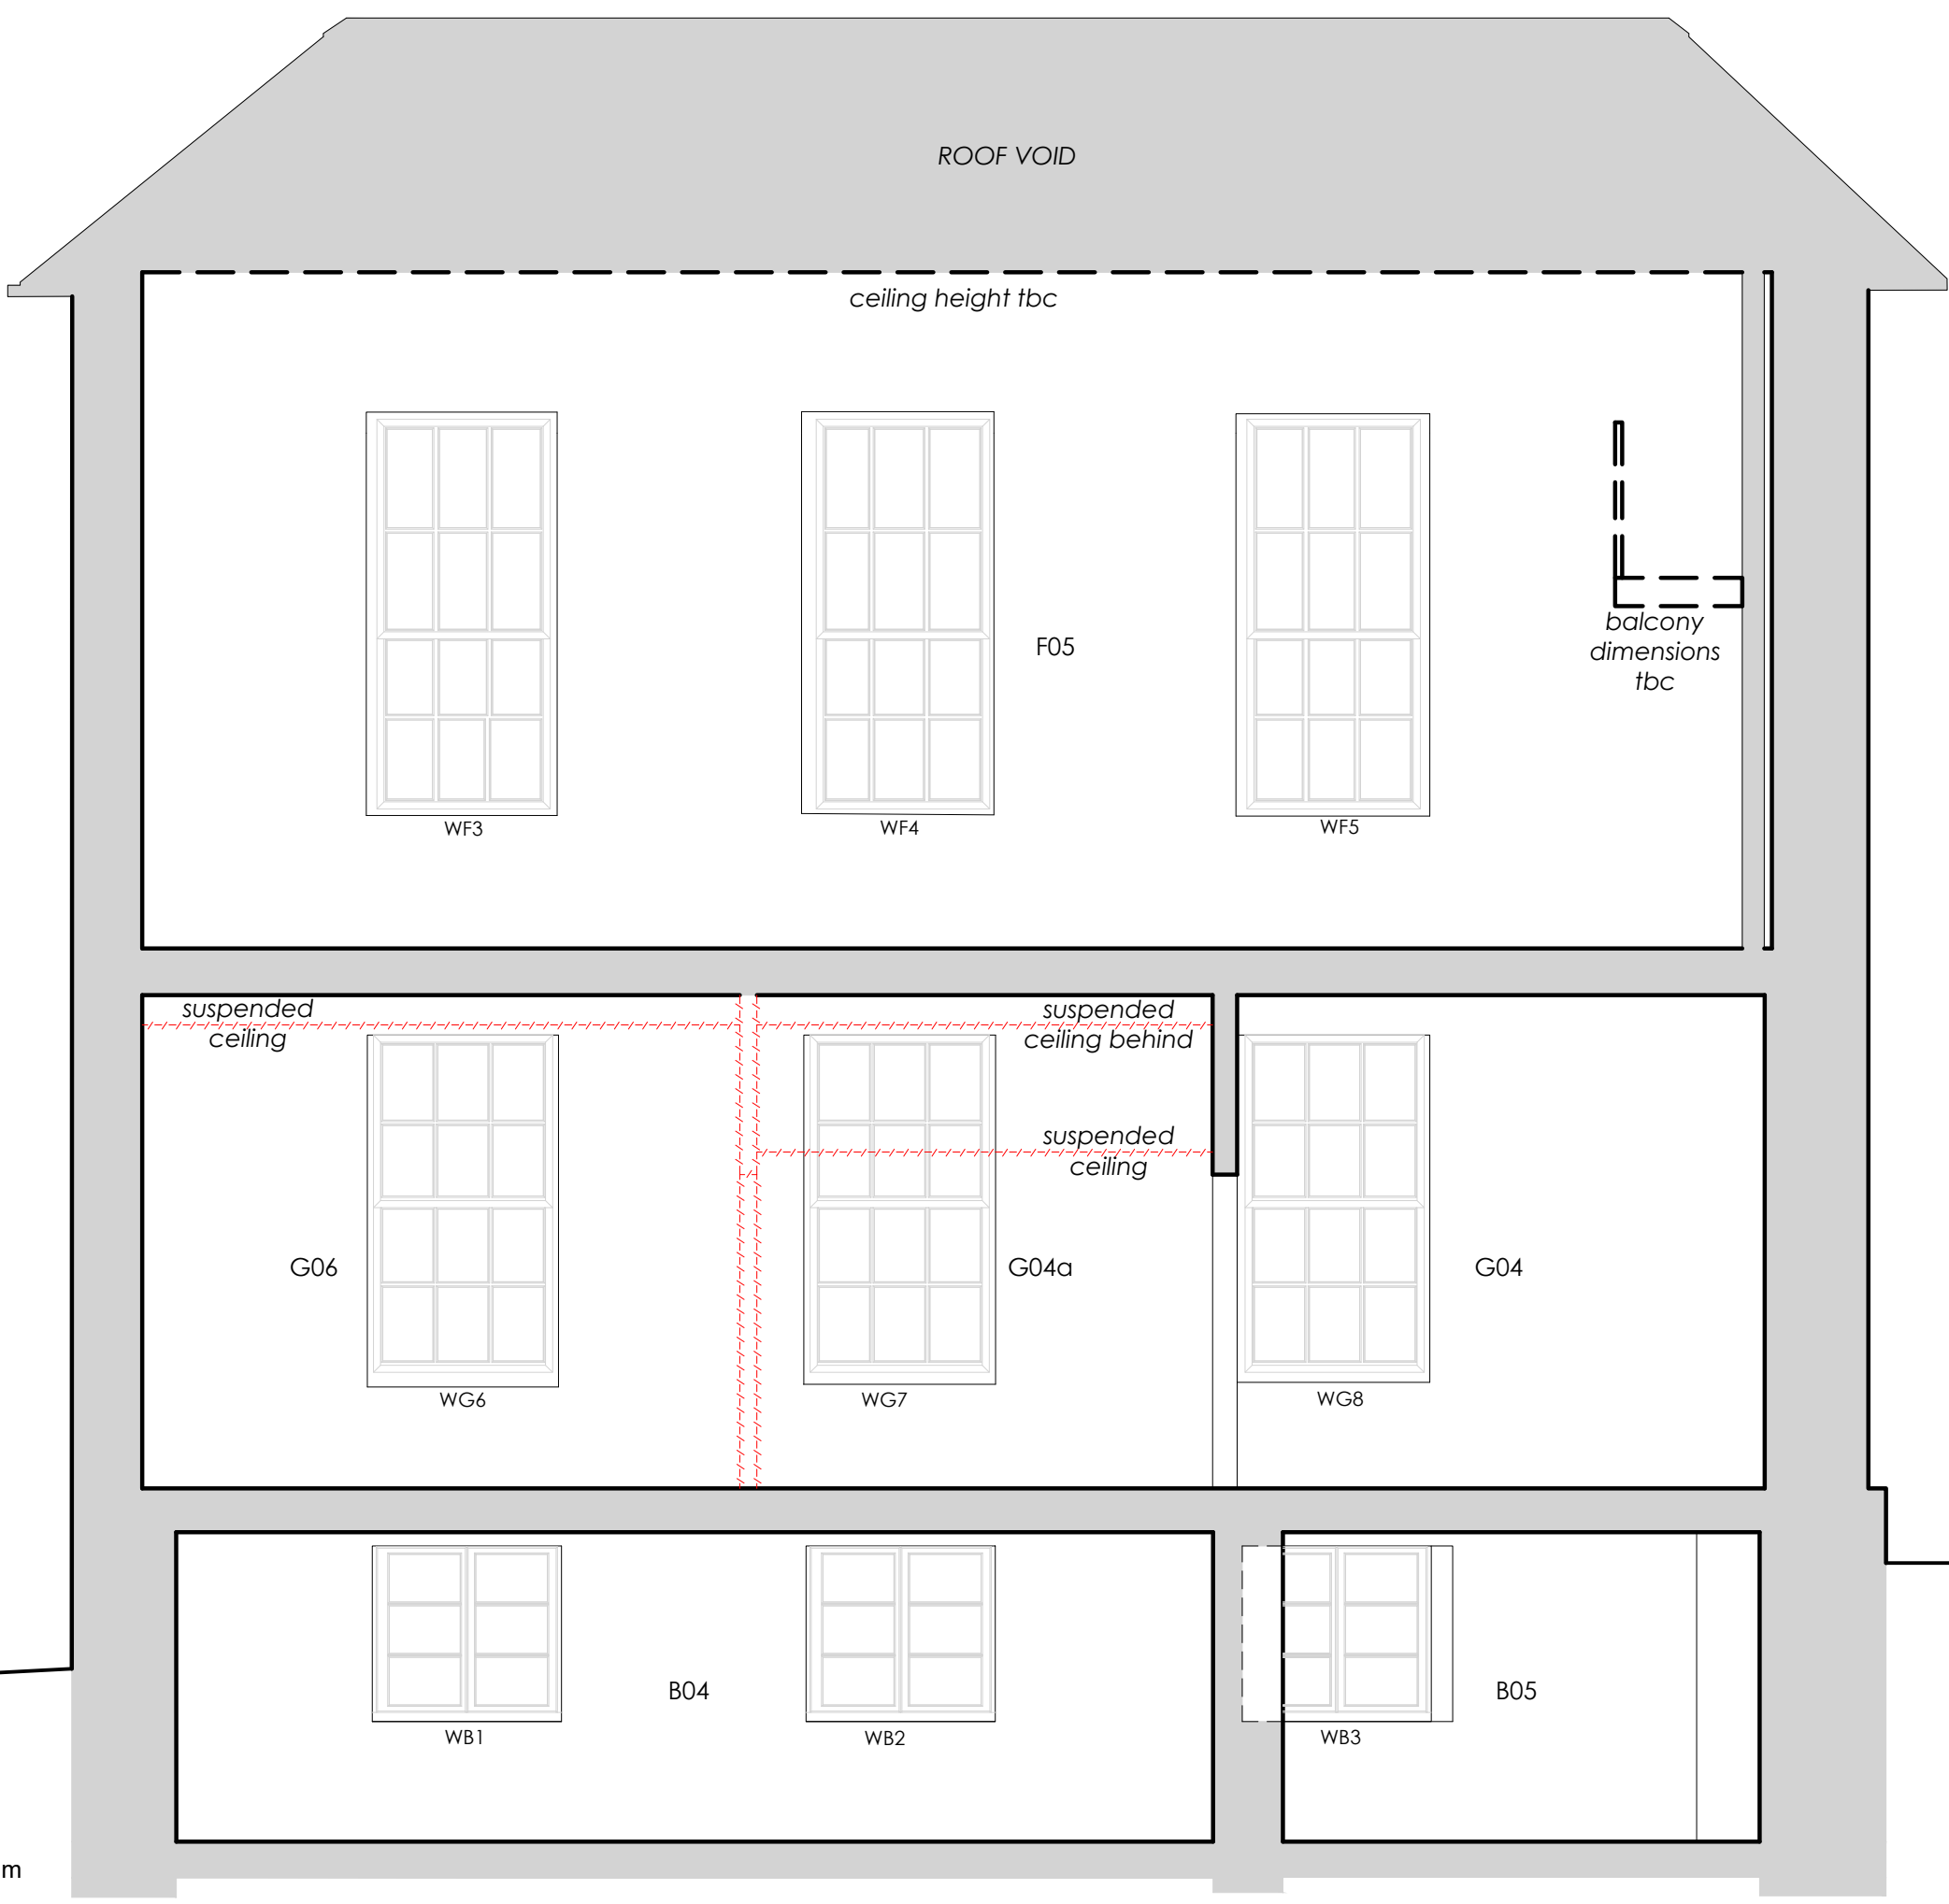 ROOF VOID
ceiling height tbc
F05
balcony
dimensions
tbc
WF3
WF4
WF5
suspended
ceiling
suspended
ceiling behind
suspended
ceiling
G06
G04a
G04
WG6
WG7
WG8
B04
B05
WB1
WB2
WB3
m